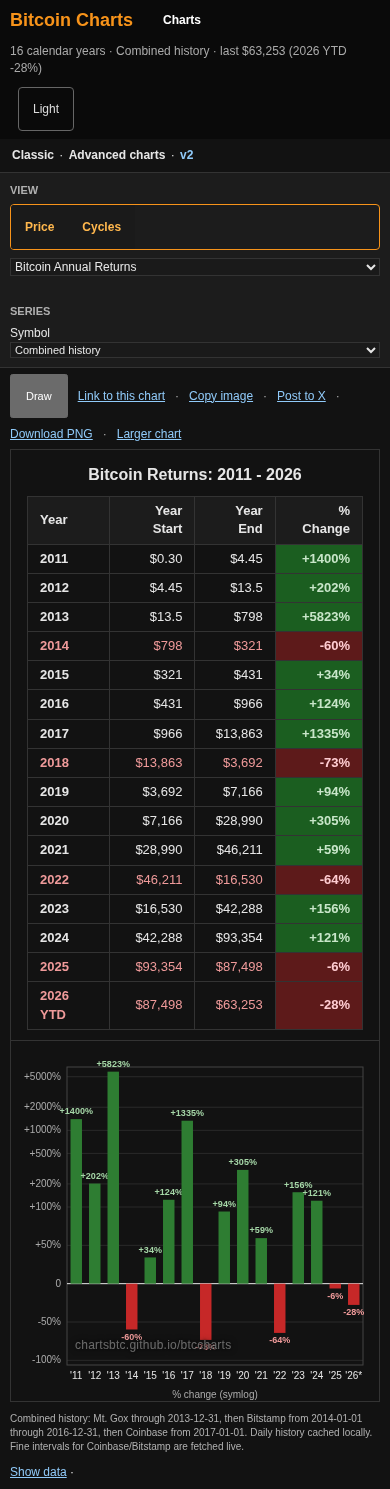 Bitcoin Charts Charts
16 calendar years · Combined history · last $63,253 (2026 YTD
-28%)
Light
Classic · Advanced charts · v2
VIEW
Price Cycles
Bitcoin Annual Returns
SERIES
Symbol
Combined history
Draw Link to this chart · Copy image · Post to X ·
Download PNG · Larger chart
Bitcoin Returns: 2011 - 2026
Year Year Start Year End % Change
2011 $0.30 $4.45 +1400%
2012 $4.45 $13.5 +202%
2013 $13.5 $798 +5823%
2014 $798 $321 -60%
2015 $321 $431 +34%
2016 $431 $966 +124%
2017 $966 $13,863 +1335%
2018 $13,863 $3,692 -73%
2019 $3,692 $7,166 +94%
2020 $7,166 $28,990 +305%
2021 $28,990 $46,211 +59%
2022 $46,211 $16,530 -64%
2023 $16,530 $42,288 +156%
2024 $42,288 $93,354 +121%
2025 $93,354 $87,498 -6%
2026 YTD $87,498 $63,253 -28%
+5823%
+5000%
+2000% +1400% +1335%
+1000%
+500%
+305%
+200% +202% +124% +156% +121%
+100% +94%
+50% +34% +59%
0
-6%
-28%
-50%
-60% -64%
chartsbtc.github.io/btccharts
-100%
'11 '12 '13 '14 '15 '16 '17 '18 '19 '20 '21 '22 '23 '24 '25 '26*
% change (symlog)
Combined history: Mt. Gox through 2013-12-31, then Bitstamp from 2014-01-01
through 2016-12-31, then Coinbase from 2017-01-01. Daily history cached locally.
Fine intervals for Coinbase/Bitstamp are fetched live.
Show data ·